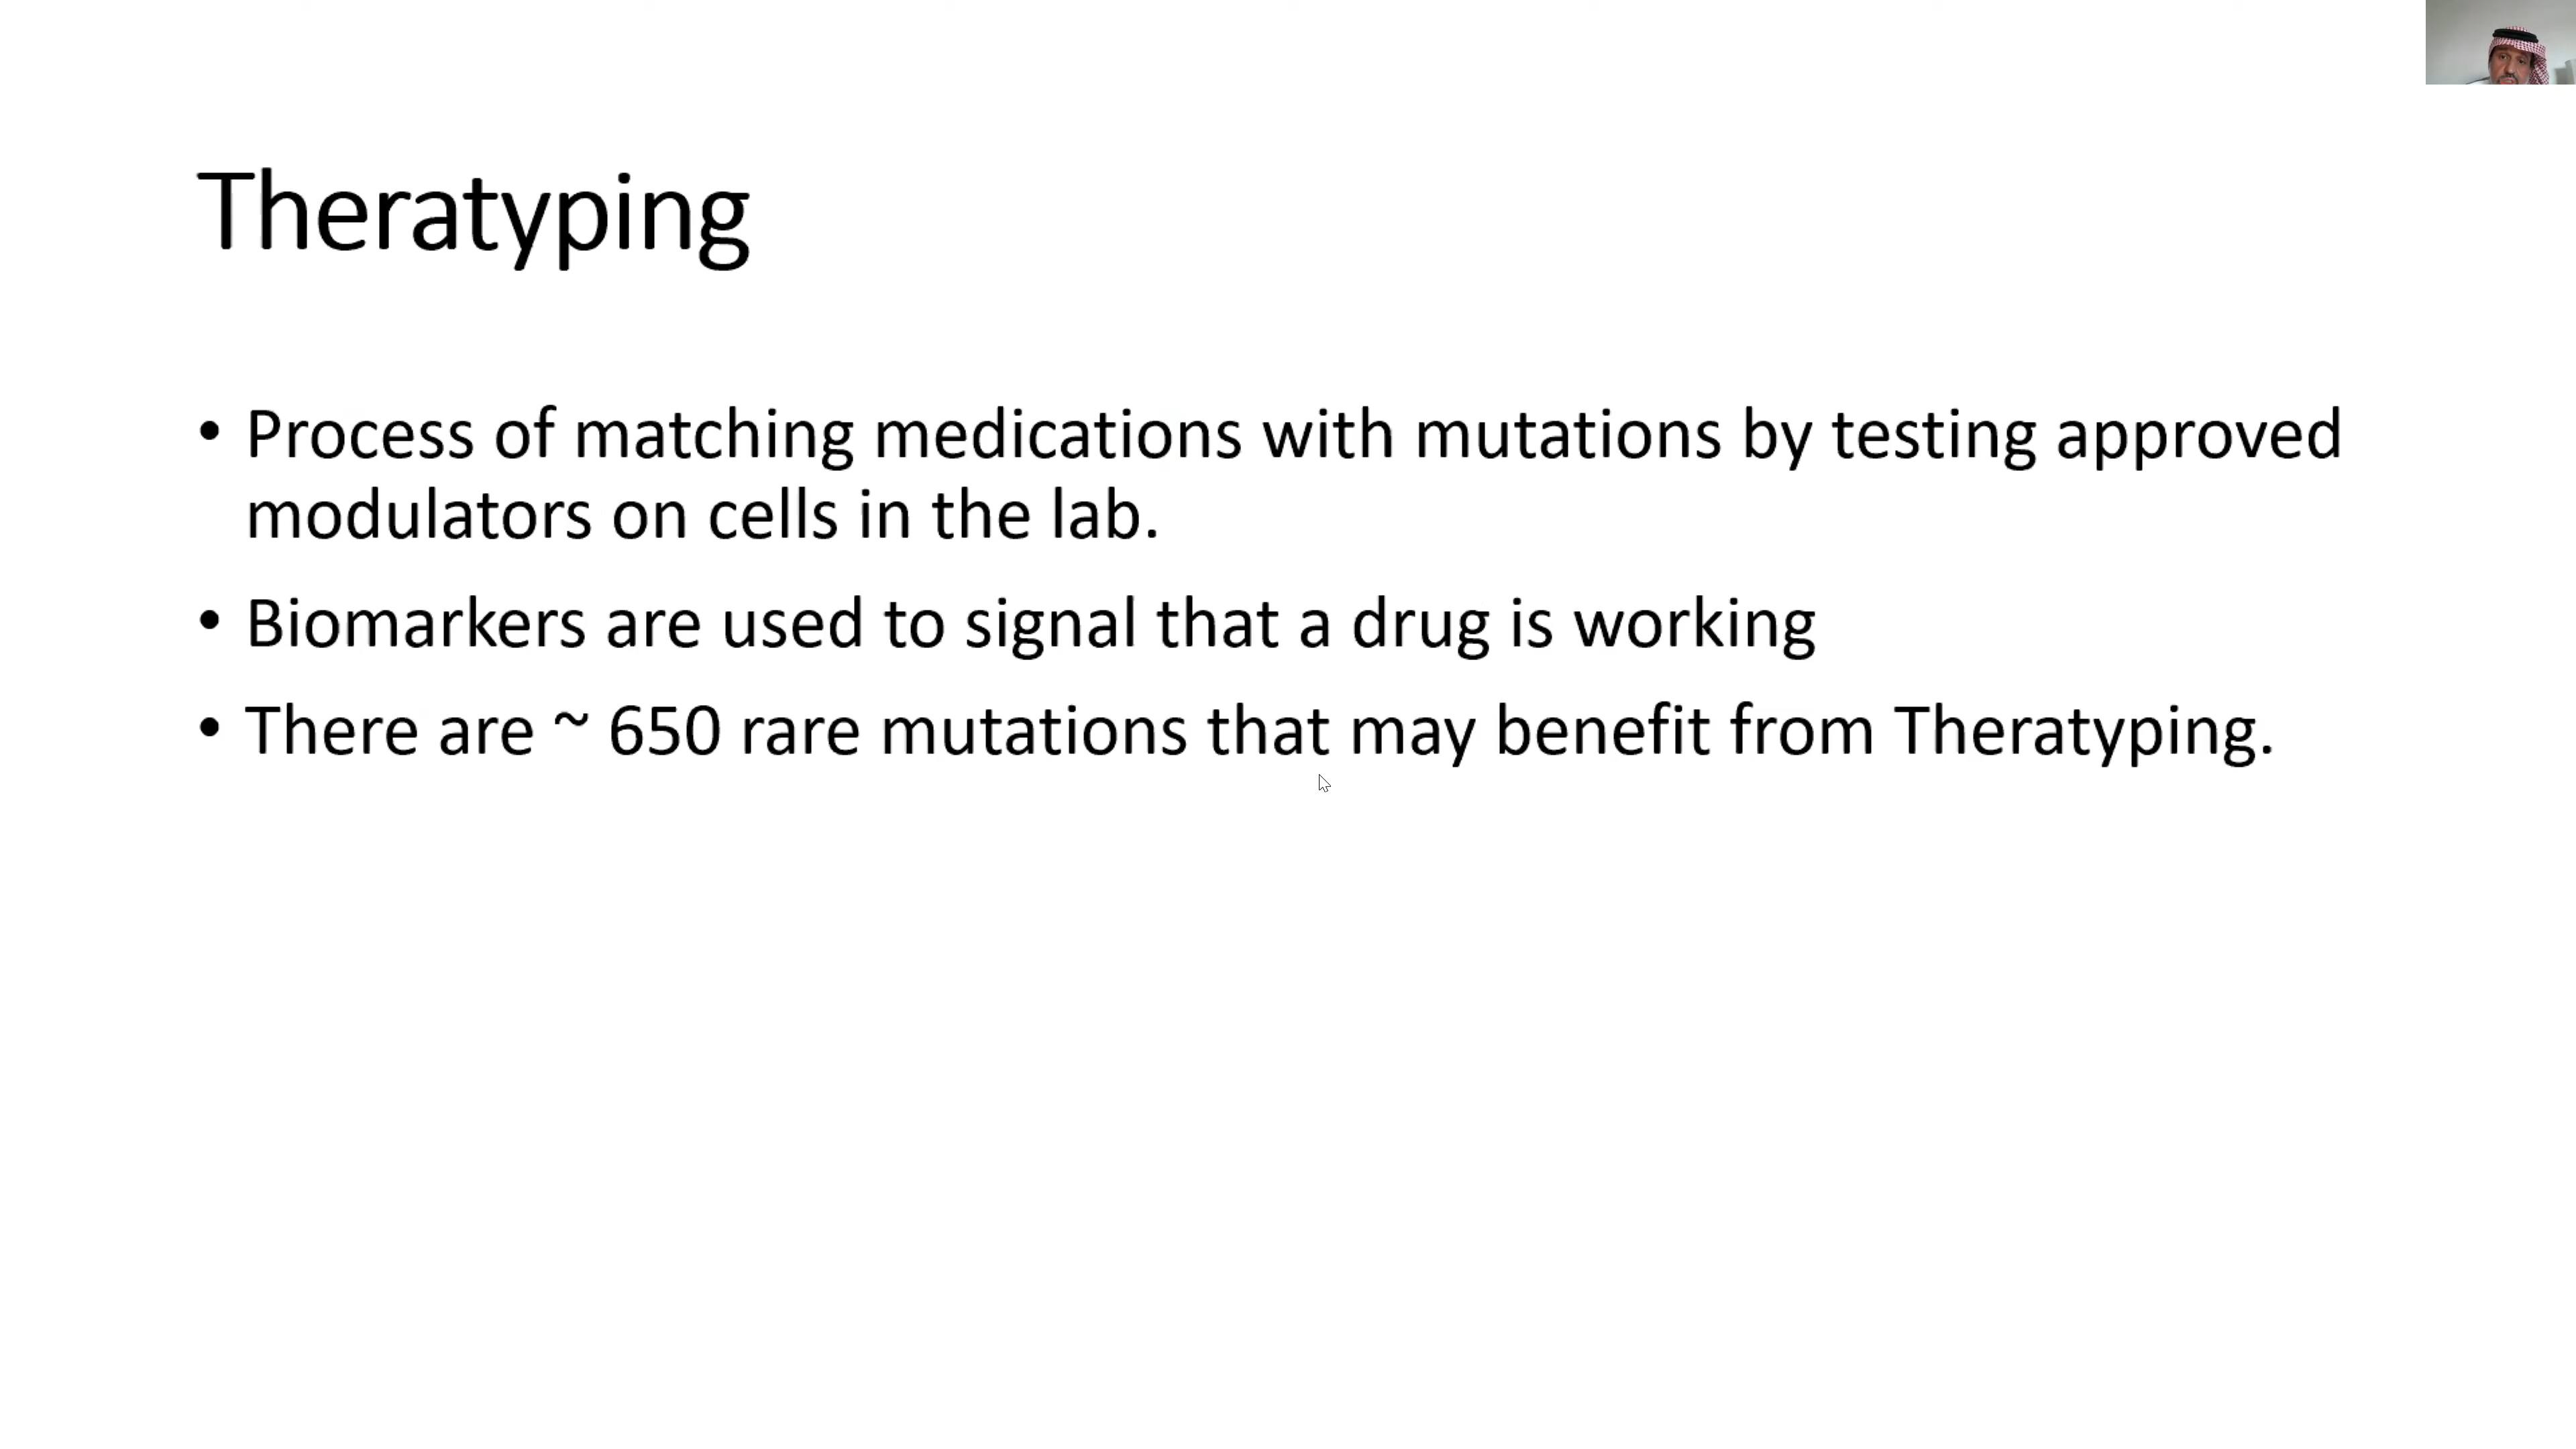 Theratyping
• Process of matching medications with mutations by testing approved
modulators on cells in the lab.
• Biomarkers are used to signal that a drug is working
• There are ~ 650 rare mutations that may benefit from Theratyping.